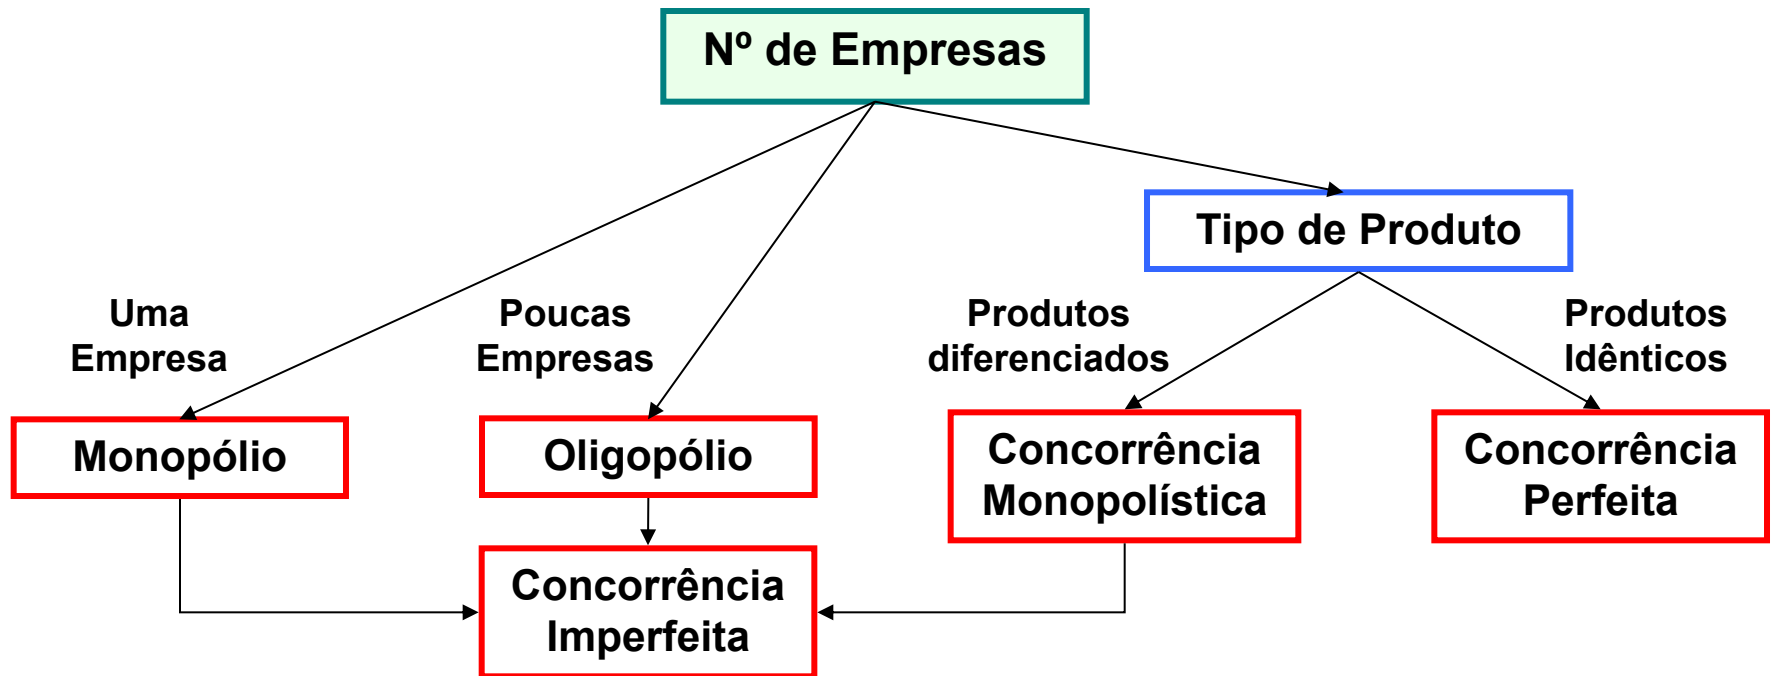 Nº de Empresas
Tipo de Produto
Uma
Empresa
Poucas
Empresas
Produtos
diferenciados
Produtos
Idênticos
Monopólio
Oligopólio
Concorrência
Monopolística
Concorrência
Perfeita
Concorrência
Imperfeita